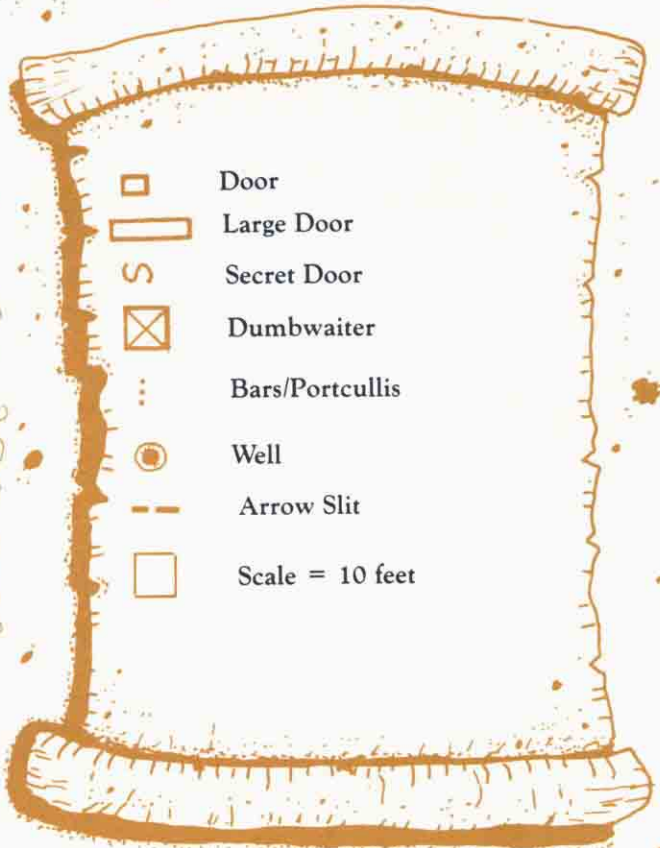 Door
Large Door
S Secret Door
Dumbwaiter
Bars/Portcullis
Well
Arrow Slit
Scale = 10 feet